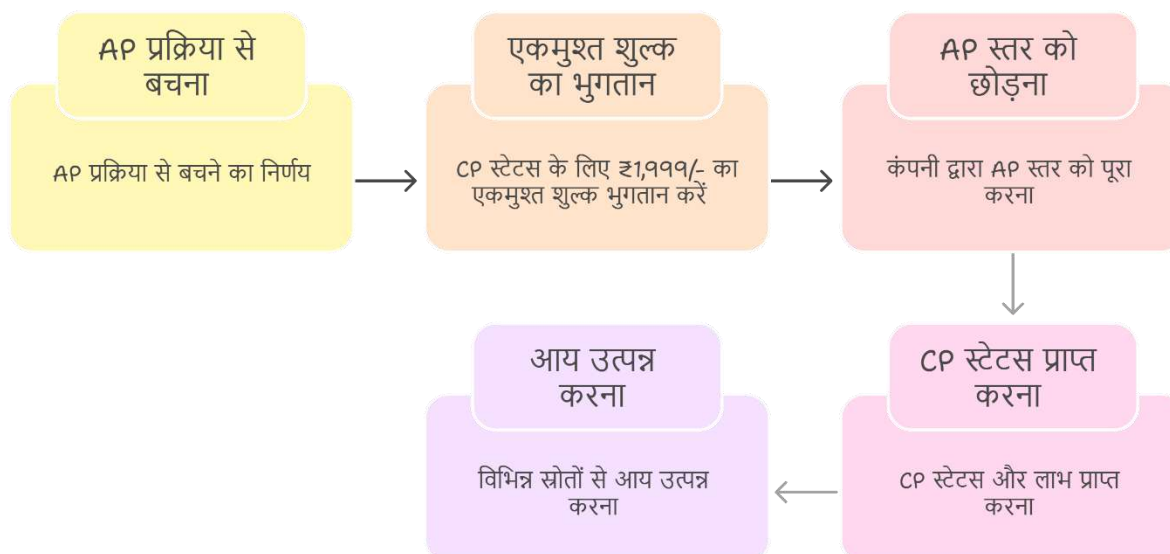 AP प्रक्रिया से
बचना
AP प्रक्रिया से बचने का निर्णय
एकमुश्त शुल्क
का भुगतान
CP स्टेटस के लिए ₹1,999/- का
एकमुश्त शुल्क भुगतान करें
AP स्तर को
छोड़ना
कंपनी द्वारा AP स्तर को पूरा
करना
CP स्टेटस प्राप्त
करना
CP स्टेटस और लाभ प्राप्त
करना
आय उत्पन्न
करना
विभिन्न स्रोतों से आय उत्पन्न
करना